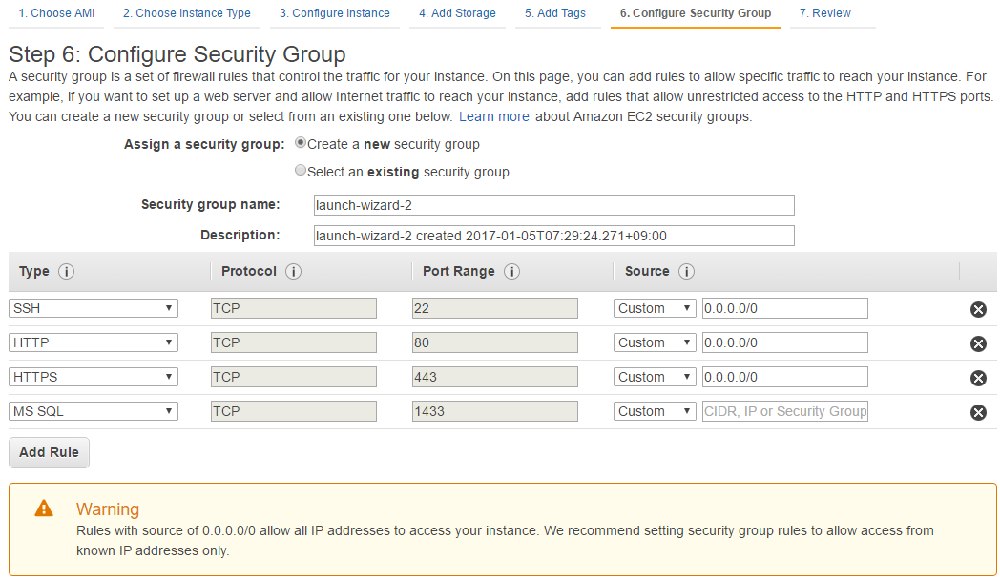 1. Choose AMI 2. Choose Instance Type 3. Configure Instance 4. Add Storage 5. Add Tags 6. Configure Security Group 7. Review
Step 6: Configure Security Group
A security group is a set of firewall rules that control the traffic for your instance. On this page, you can add rules to allow specific traffic to reach your instance. For
example, if you want to set up a web server and allow Internet traffic to reach your instance, add rules that allow unrestricted access to the HTTP and HTTPS ports.
You can create a new security group or select from an existing one below. Learn more about Amazon EC2 security groups.
Assign a security group: Create a new security group
Select an existing security group
Security group name: launch-wizard-2
Description: launch-wizard-2 created 2017-01-05T07:29:24.271+09:00
Type i Protocol i Port Range i Source i
SSH TCP 22 Custom 0.0.0.0/0
HTTP TCP 80 Custom 0.0.0.0/0
HTTPS TCP 443 Custom 0.0.0.0/0
MS SQL TCP 1433 Custom CIDR, IP or Security Group
Add Rule
Warning
Rules with source of 0.0.0.0/0 allow all IP addresses to access your instance. We recommend setting security group rules to allow access from
known IP addresses only.